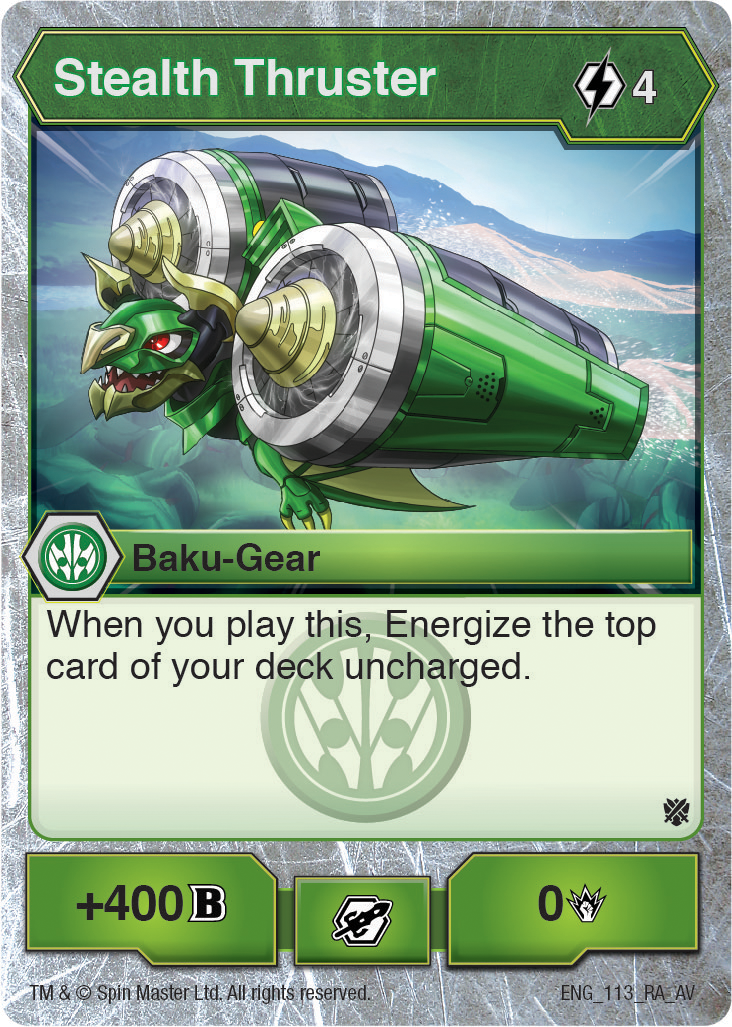 Stealth Thruster
4
Baku-Gear
When you play this, Energize the top
card of your deck uncharged.
+400 B
0
TM & © Spin Master Ltd. All rights reserved.
ENG_113_RA_AV